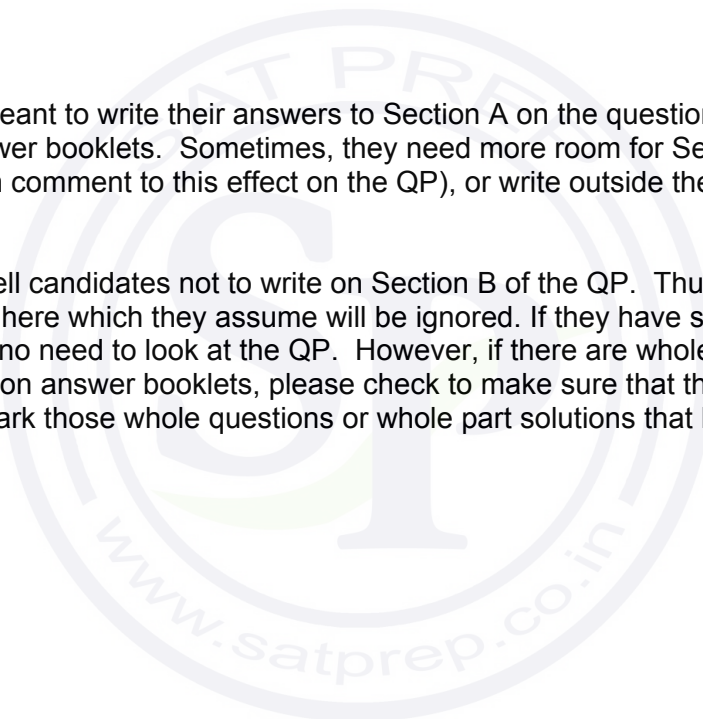 SAT PREP
eant to write their answers to Section A on the question
wer booklets. Sometimes, they need more room for Se
comment to this effect on the QP), or write outside the
ell candidates not to write on Section B of the QP. Thu
here which they assume will be ignored. If they have s
no need to look at the QP. However, if there are whole
on answer booklets, please check to make sure that th
ark those whole questions or whole part solutions that
SP
www.satprep.co.in